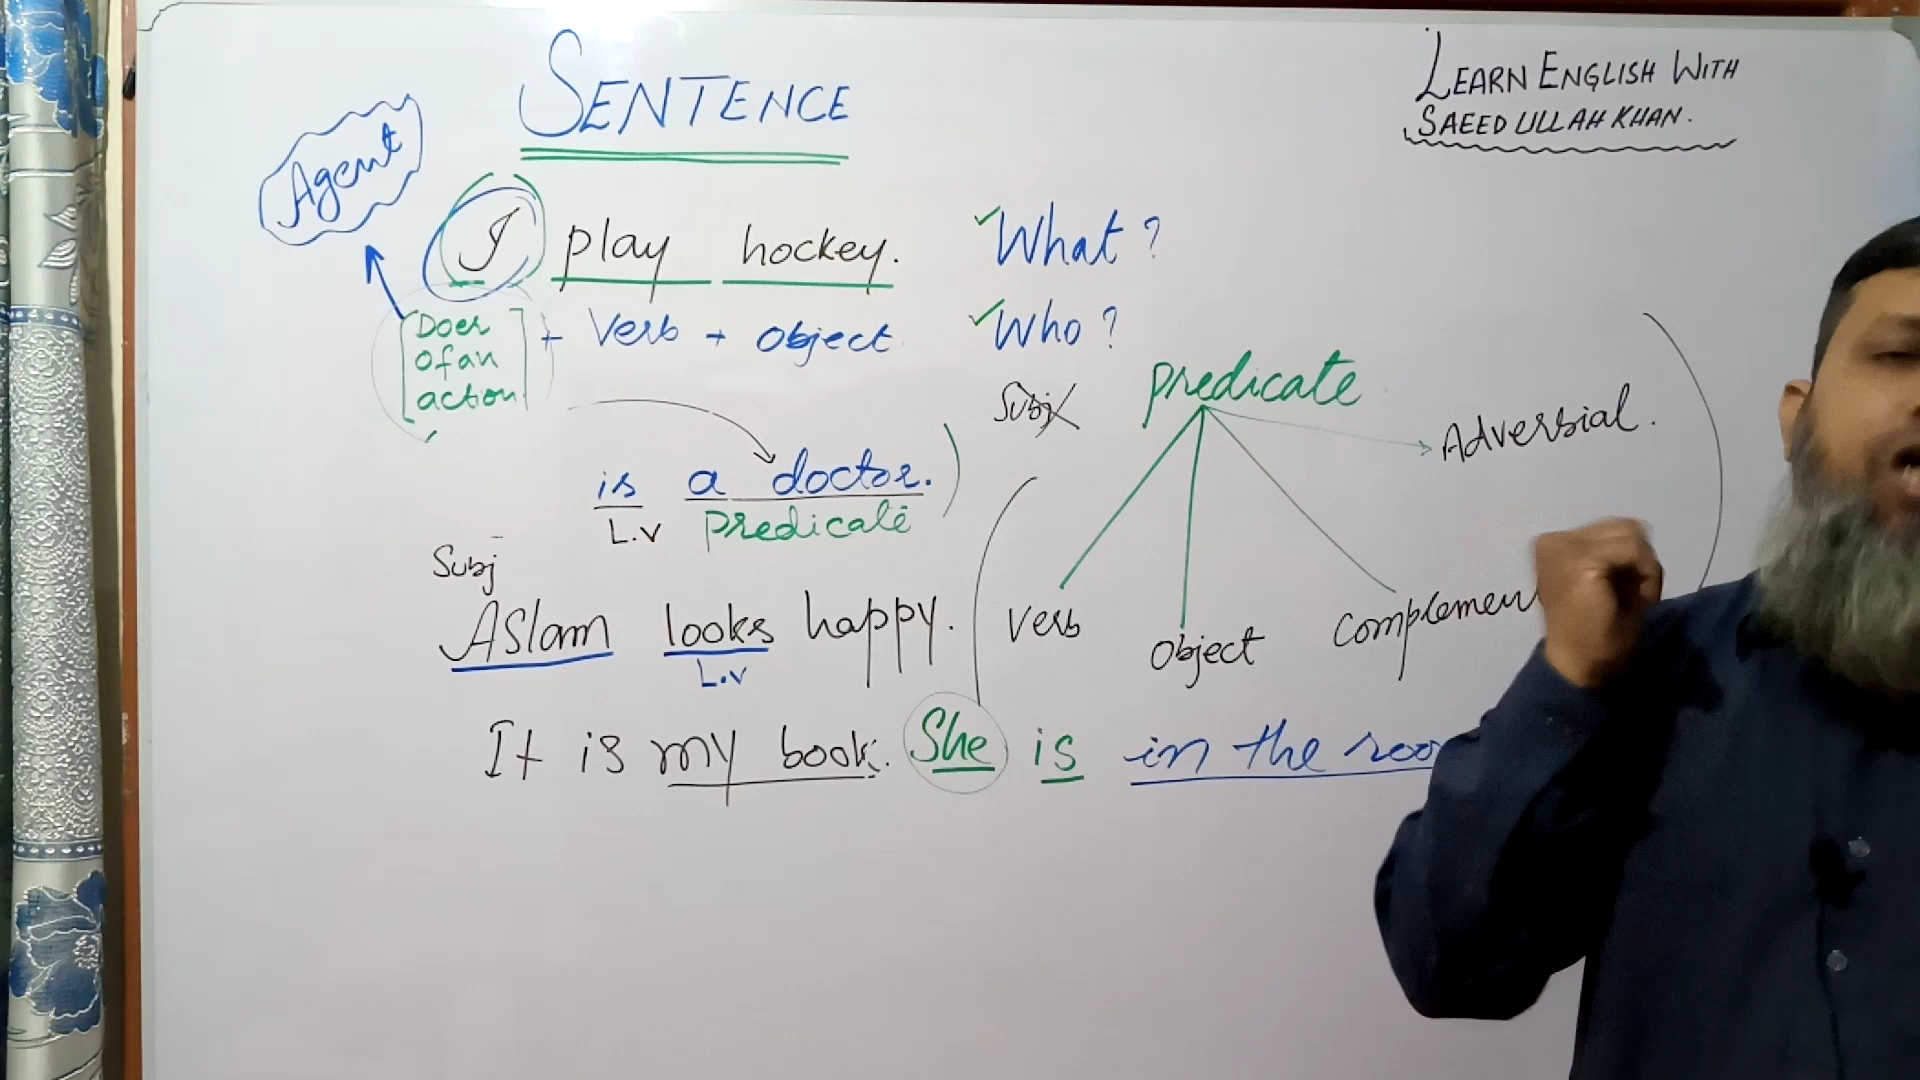 SENTENCE
LEARN ENGLISH WITH
SAEED ULLAH KHAN.
Agent
I play hockey. What?
Doer
of an
action
+ Verb + object Who?
Subj
predicate
Adversial.
is a doctor.
L.v predicate
Subj
Aslam looks happy.
L.v
Verb
object
Complemen
It is my book. She is in the roo